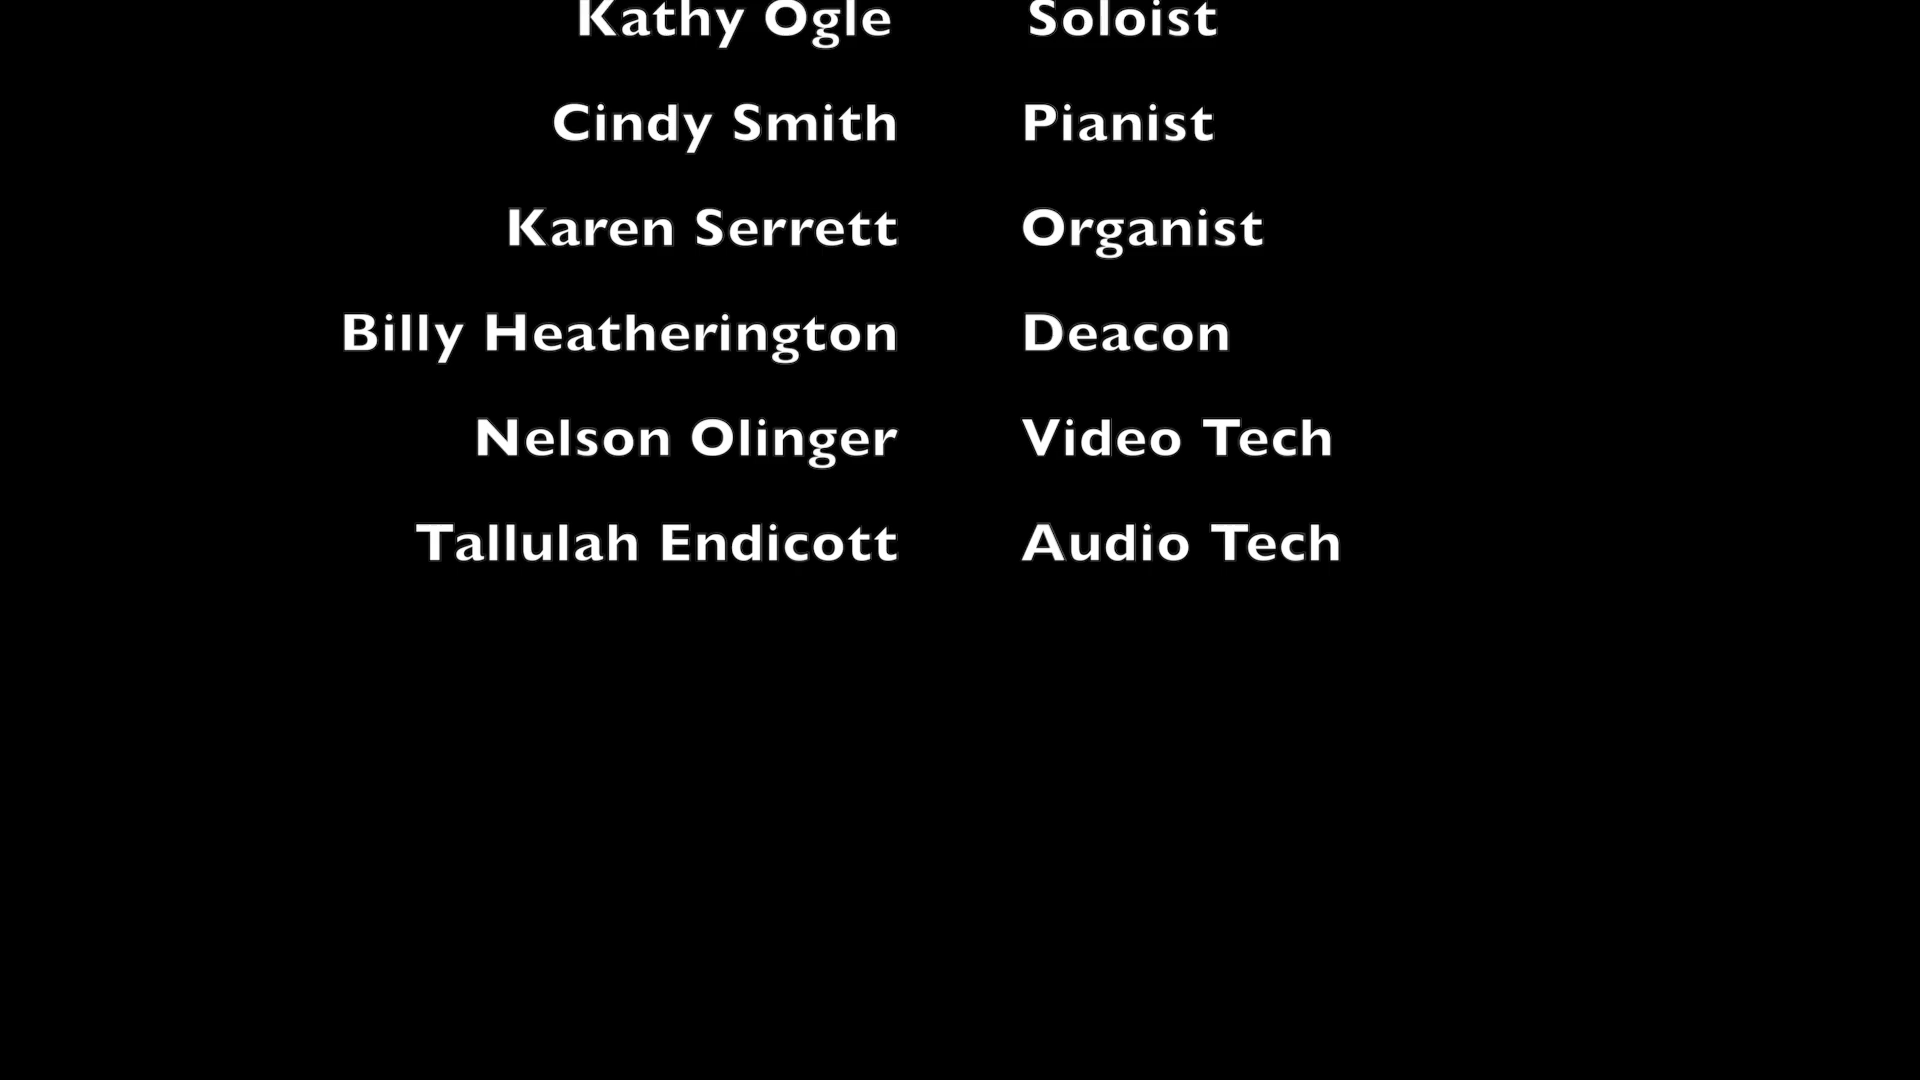 Kathy Ogle Soloist
Cindy Smith Pianist
Karen Serrett Organist
Billy Heatherington Deacon
Nelson Olinger Video Tech
Tallulah Endicott Audio Tech